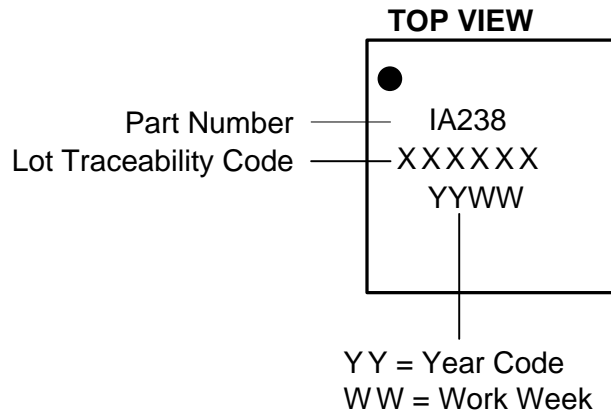 TOP VIEW
Part Number
IA238
Lot Traceability Code
XXXXXX
YYWW
YY = Year Code
WW = Work Week